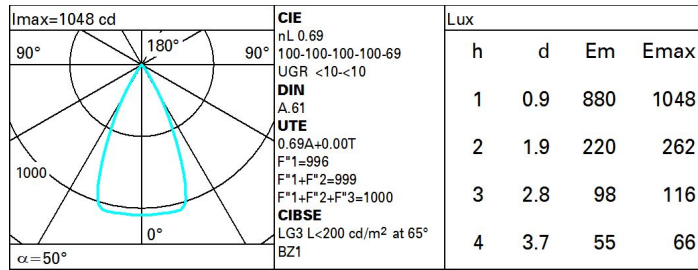 Imax=1048 cd
90°
180°
90°
1000
0°
α=50°
CIE
nL 0.69
100-100-100-100-69
UGR <10-<10
DIN
A.61
UTE
0.69A+0.00T
F"1=996
F"1+F"2=999
F"1+F"2+F"3=1000
CIBSE
LG3 L<200 cd/m² at 65°
BZ1
Lux
h d Em Emax
1 0.9 880 1048
2 1.9 220 262
3 2.8 98 116
4 3.7 55 66